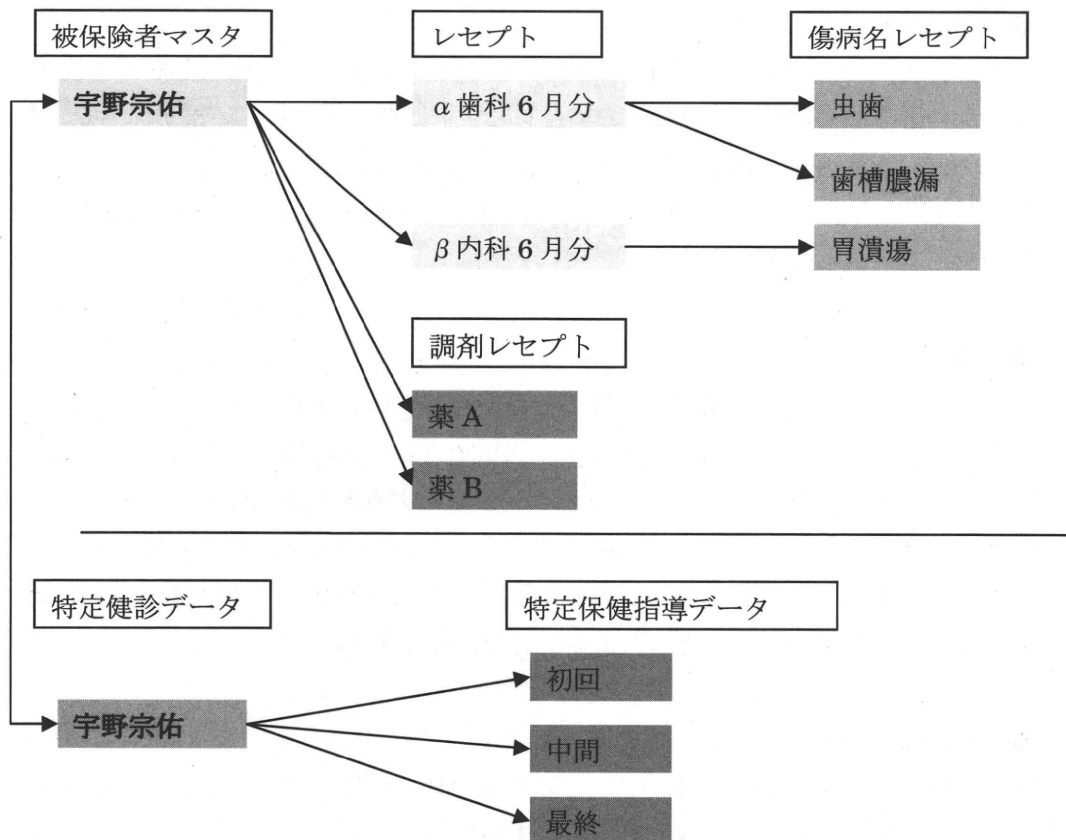 被保険者マスタ
レセプト
傷病名レセプト
宇野宗佑
α歯科6月分
虫歯
歯槽膿漏
β内科6月分
胃潰瘍
調剤レセプト
薬A
薬B
特定健診データ
特定保健指導データ
初回
宇野宗佑
中間
最終